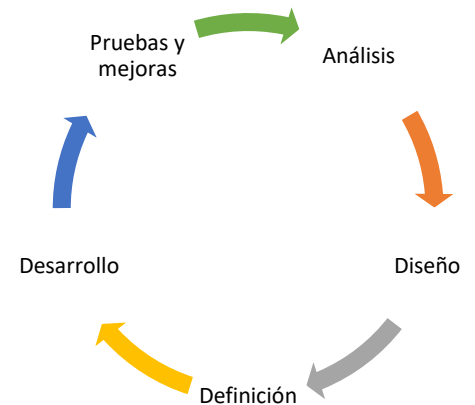 Pruebas y
mejoras
Análisis
Diseño
Definición
Desarrollo